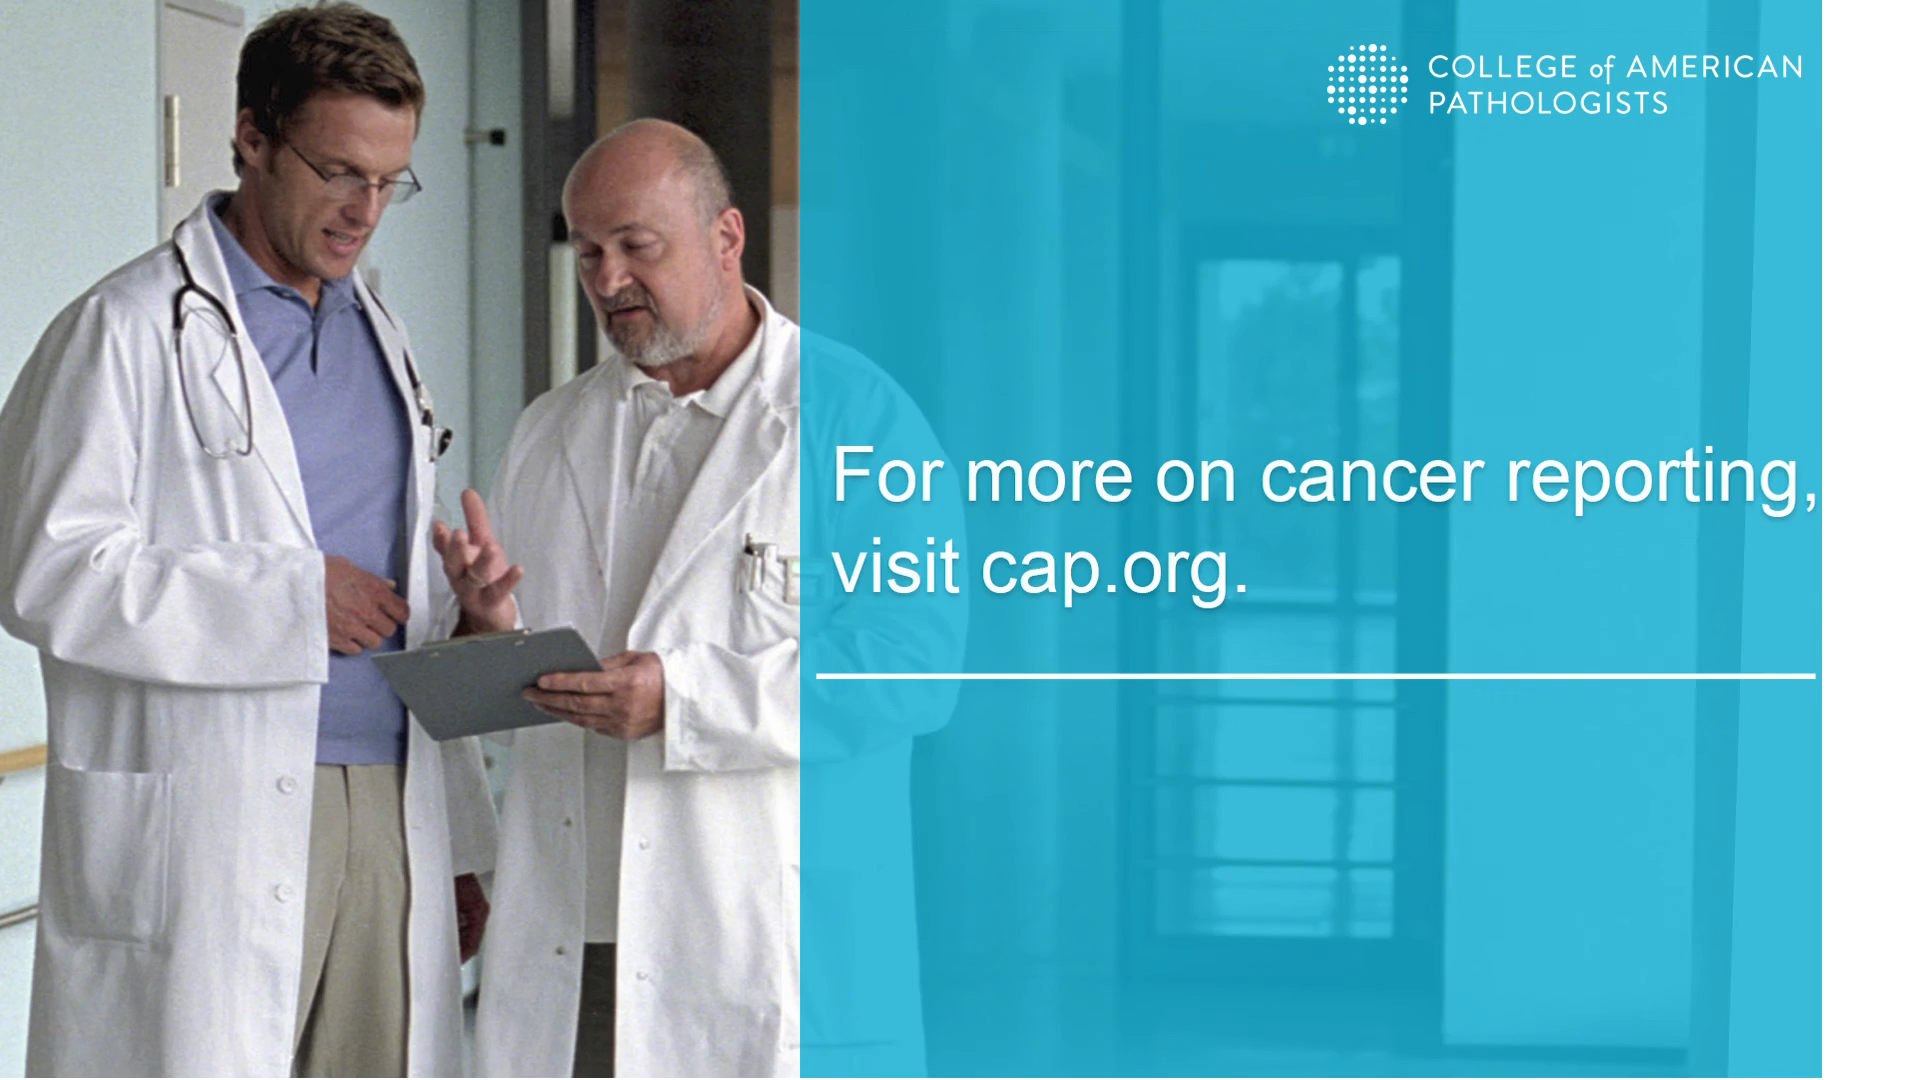 COLLEGE of AMERICAN
PATHOLOGISTS
For more on cancer reporting,
visit cap.org.